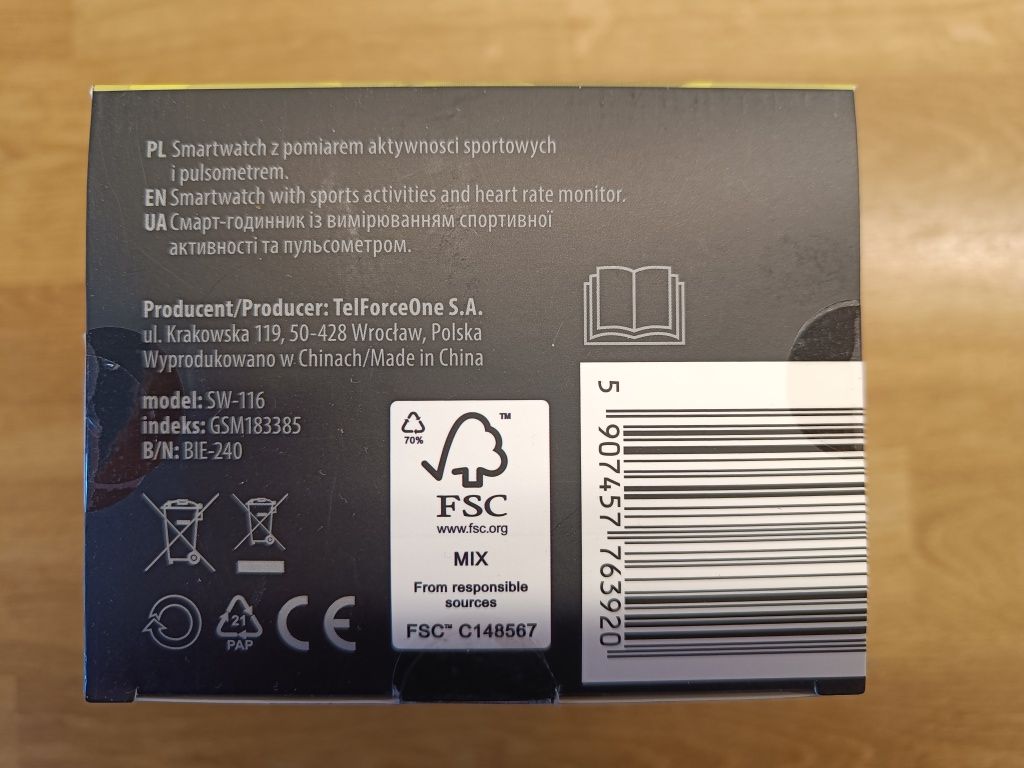 PL Smartwatch z pomiarem aktywnosci sportowych
i pulsometrem.
EN Smartwatch with sports activities and heart rate monitor.
UA Смарт-годинник із вимірюванням спортивної
активності та пульсометром.
Producent/Producer: TelForceOne S.A.
ul. Krakowska 119, 50-428 Wrocław, Polska
Wyprodukowano w Chinach/Made in China
model: SW-116
indeks: GSM183385
B/N: BIE-240
70%
TM
FSC
www.fsc.org
MIX
From responsible
sources
FSC™ C148567
21
PAP
CE
5 907457 763920